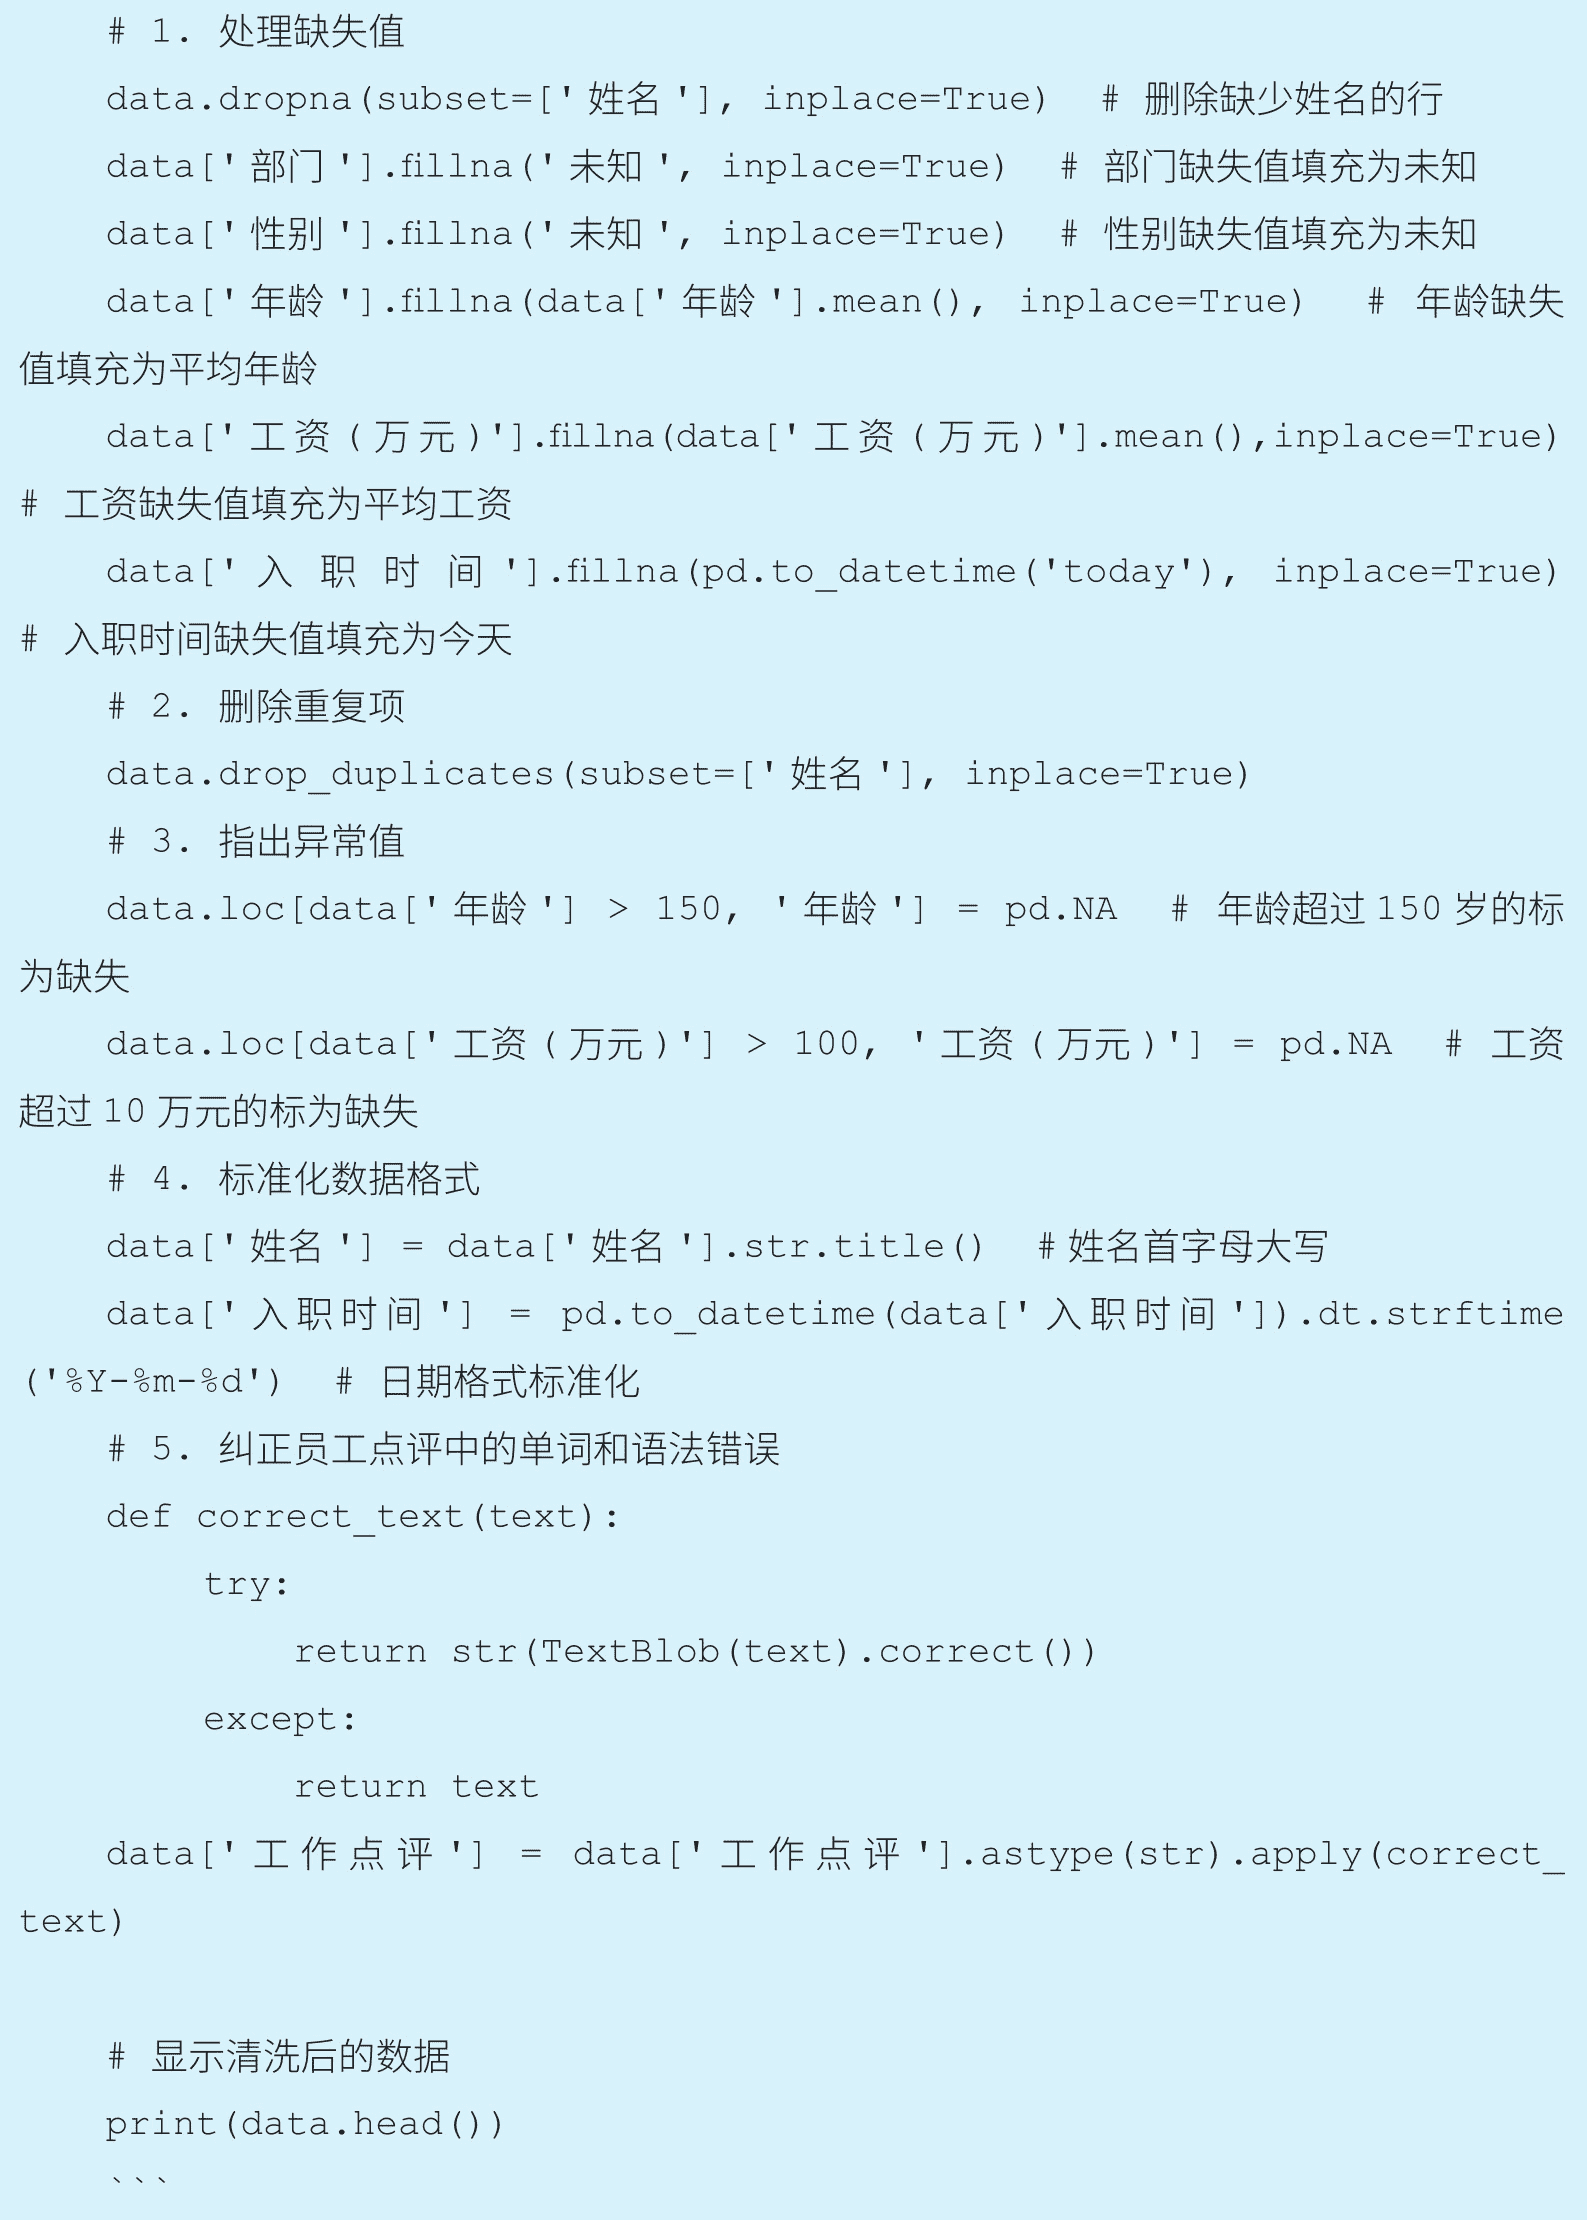 # 1. 处理缺失值
data.dropna(subset=['姓名'], inplace=True)  # 删除缺少姓名的行
data['部门'].fillna('未知', inplace=True)  # 部门缺失值填充为未知
data['性别'].fillna('未知', inplace=True)  # 性别缺失值填充为未知
data['年龄'].fillna(data['年龄'].mean(), inplace=True)  # 年龄缺失
值填充为平均年龄
data['工资(万元)'].fillna(data['工资(万元)'].mean(),inplace=True)
# 工资缺失值填充为平均工资
data['入职时间'].fillna(pd.to_datetime('today'), inplace=True)
# 入职时间缺失值填充为今天
# 2. 删除重复项
data.drop_duplicates(subset=['姓名'], inplace=True)
# 3. 指出异常值
data.loc[data['年龄'] > 150, '年龄'] = pd.NA  # 年龄超过150岁的标
为缺失
data.loc[data['工资(万元)'] > 100, '工资(万元)'] = pd.NA  # 工资
超过10万元的标为缺失
# 4. 标准化数据格式
data['姓名'] = data['姓名'].str.title()  #姓名首字母大写
data['入职时间'] = pd.to_datetime(data['入职时间']).dt.strftime
('%Y-%m-%d')  # 日期格式标准化
# 5. 纠正员工点评中的单词和语法错误
def correct_text(text):
try:
return str(TextBlob(text).correct())
except:
return text
data['工作点评'] = data['工作点评'].astype(str).apply(correct_
text)
# 显示清洗后的数据
print(data.head())
```